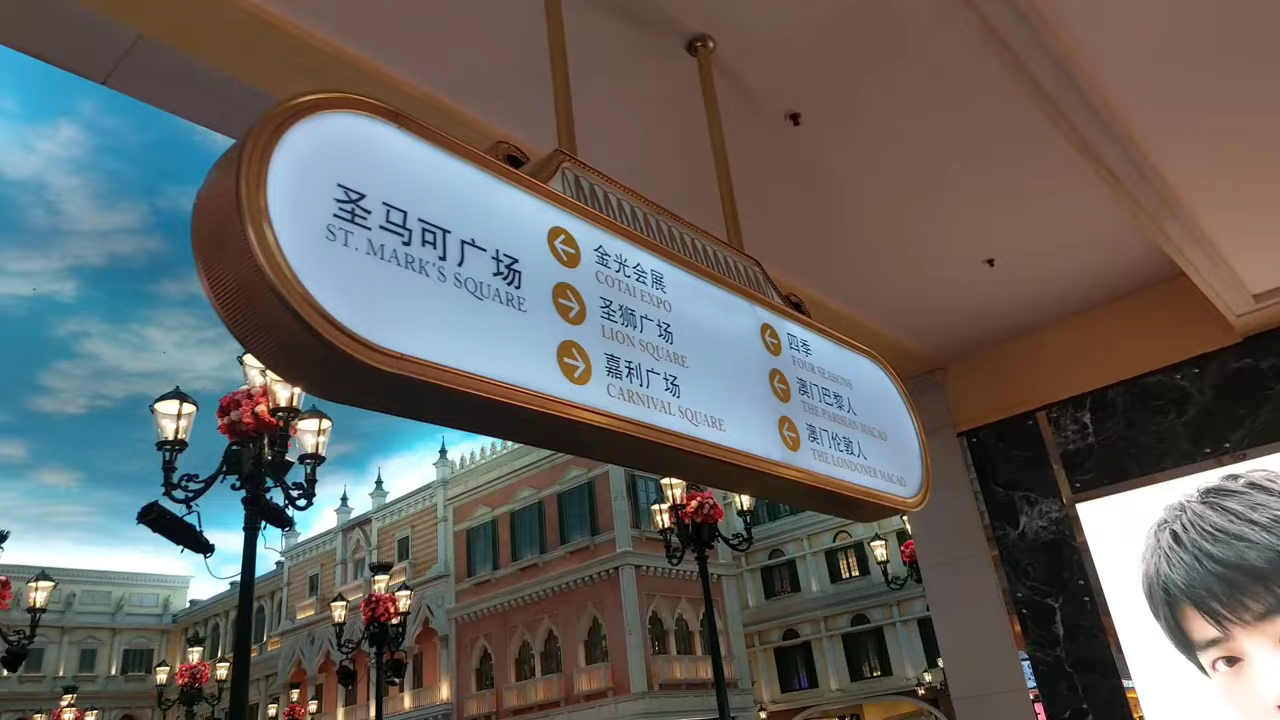 圣马可广场
ST. MARK'S SQUARE
金光会展
COTAI EXPO
圣狮广场
LION SQUARE
嘉利广场
CARNIVAL SQUARE
四季
FOUR SEASONS
澳门巴黎人
THE PARISIAN MACAO
澳门伦敦人
THE LONDONER MACAO